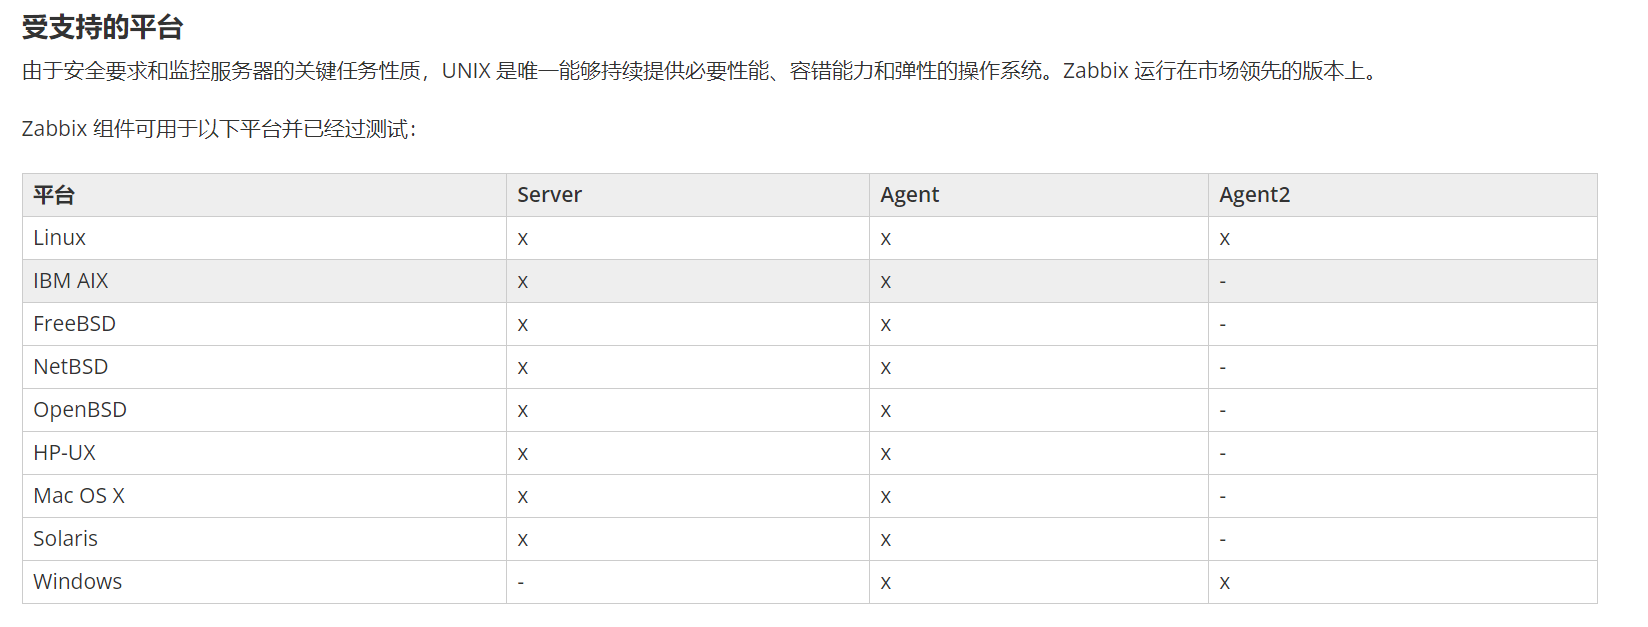 受支持的平台
由于安全要求和监控服务器的关键任务性质，UNIX 是唯一能够持续提供必要性能、容错能力和弹性的操作系统。Zabbix 运行在市场领先的版本上。
Zabbix 组件可用于以下平台并已经过测试：
平台 Server Agent Agent2
Linux x x x
IBM AIX x x -
FreeBSD x x -
NetBSD x x -
OpenBSD x x -
HP-UX x x -
Mac OS X x x -
Solaris x x -
Windows - x x